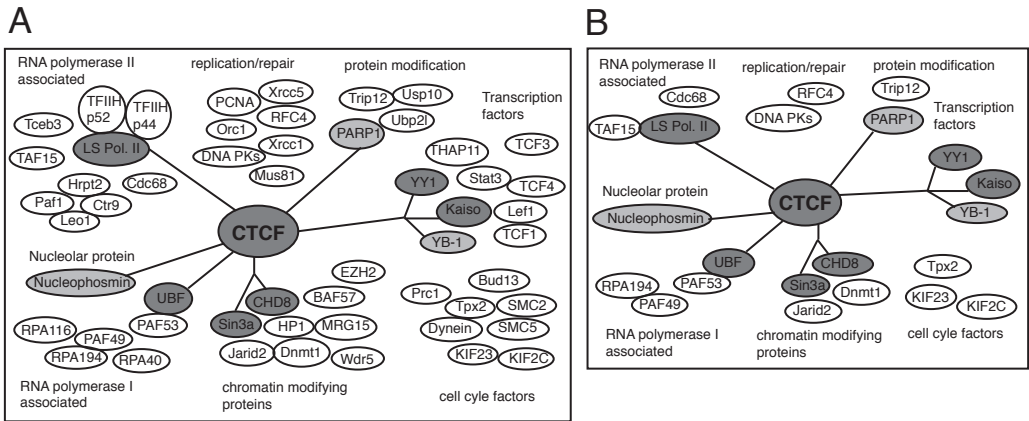 A
RNA polymerase II
associated
replication/repair
protein modification
Transcription
factors
TFIIH
p52
TFIIH
p44
Tceb3
LS Pol. II
TAF15
Hrpt2
Cdc68
Paf1
Ctr9
Leo1
PCNA
Xrcc5
RFC4
Orc1
Xrcc1
DNA PKs
Mus81
Trip12
Usp10
Ubp2l
PARP1
THAP11
TCF3
Stat3
YY1
TCF4
Kaiso
Lef1
YB-1
TCF1
CTCF
Nucleolar protein
Nucleophosmin
UBF
RPA116
PAF53
PAF49
RPA194
RPA40
RNA polymerase I
associated
EZH2
CHD8
BAF57
Sin3a
HP1
MRG15
Jarid2
Dnmt1
Wdr5
chromatin modifying
proteins
Bud13
Prc1
Tpx2
SMC2
Dynein
SMC5
KIF23
KIF2C
cell cyle factors
B
RNA polymerase II
associated
replication/repair
protein modification
Transcription
factors
Cdc68
TAF15
LS Pol. II
RFC4
DNA PKs
Trip12
PARP1
YY1
Kaiso
YB-1
CTCF
Nucleolar protein
Nucleophosmin
UBF
RPA194
PAF53
PAF49
RNA polymerase I
associated
CHD8
Sin3a
Dnmt1
Jarid2
chromatin modifying
proteins
Tpx2
KIF23
KIF2C
cell cyle factors